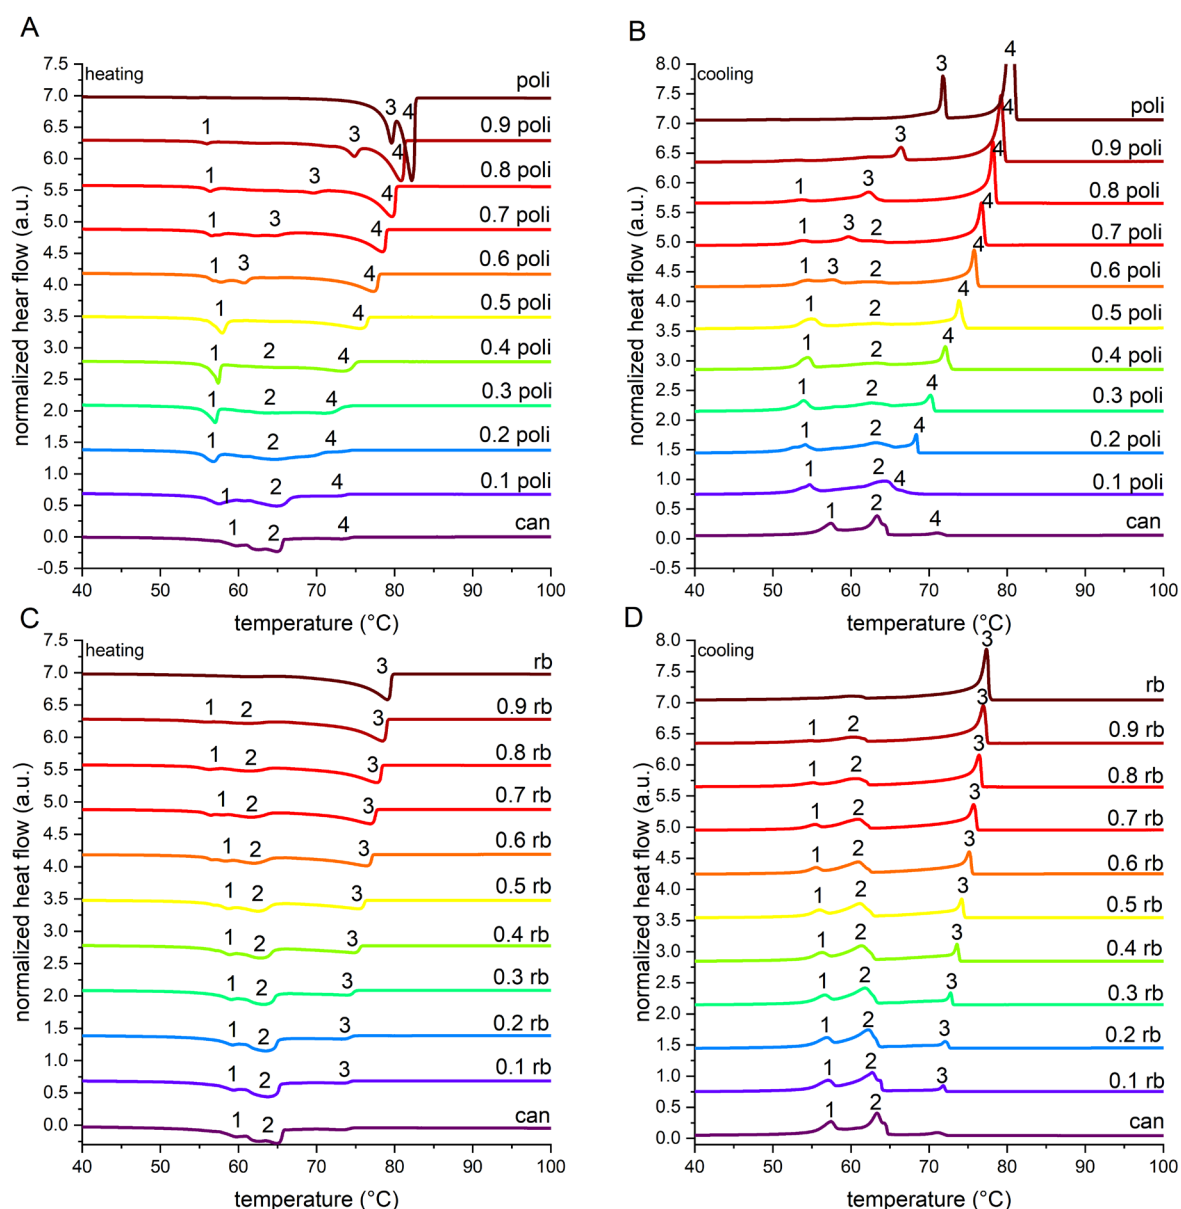 A
heating
normalized hear flow (a.u.)
7.5
7.0
6.5
6.0
5.5
5.0
4.5
4.0
3.5
3.0
2.5
2.0
1.5
1.0
0.5
0.0
-0.5
3 4 poli
1 3 4 0.9 poli
1 3 4 0.8 poli
1 3 4 0.7 poli
1 3 4 0.6 poli
1 4 0.5 poli
1 2 4 0.4 poli
1 2 4 0.3 poli
1 2 4 0.2 poli
1 2 4 0.1 poli
1 2 4 can
40 50 60 70 80 90 100
temperature (°C)
B
cooling
normalized heat flow (a.u.)
8.0
7.5
7.0
6.5
6.0
5.5
5.0
4.5
4.0
3.5
3.0
2.5
2.0
1.5
1.0
0.5
0.0
-0.5
3 4 poli
3 4 0.9 poli
1 3 4 0.8 poli
1 3 2 4 0.7 poli
1 3 2 4 0.6 poli
1 2 4 0.5 poli
1 2 4 0.4 poli
1 2 4 0.3 poli
1 2 4 0.2 poli
1 2 4 0.1 poli
1 2 4 can
40 50 60 70 80 90 100
temperature (°C)
C
heating
normalized heat flow (a.u.)
7.5
7.0
6.5
6.0
5.5
5.0
4.5
4.0
3.5
3.0
2.5
2.0
1.5
1.0
0.5
0.0
3 rb
1 2 3 0.9 rb
1 2 3 0.8 rb
1 2 3 0.7 rb
1 2 3 0.6 rb
1 2 3 0.5 rb
1 2 3 0.4 rb
1 2 3 0.3 rb
1 2 3 0.2 rb
1 2 0.1 rb
1 2 can
40 50 60 70 80 90 100
temperature (°C)
D
cooling
normalized heat flow (a.u.)
8.0
7.5
7.0
6.5
6.0
5.5
5.0
4.5
4.0
3.5
3.0
2.5
2.0
1.5
1.0
0.5
0.0
3 rb
1 2 3 0.9 rb
1 2 3 0.8 rb
1 2 3 0.7 rb
1 2 3 0.6 rb
1 2 3 0.5 rb
1 2 3 0.4 rb
1 2 3 0.3 rb
1 2 3 0.2 rb
1 2 3 0.1 rb
1 2 can
40 50 60 70 80 90 100
temperature (°C)